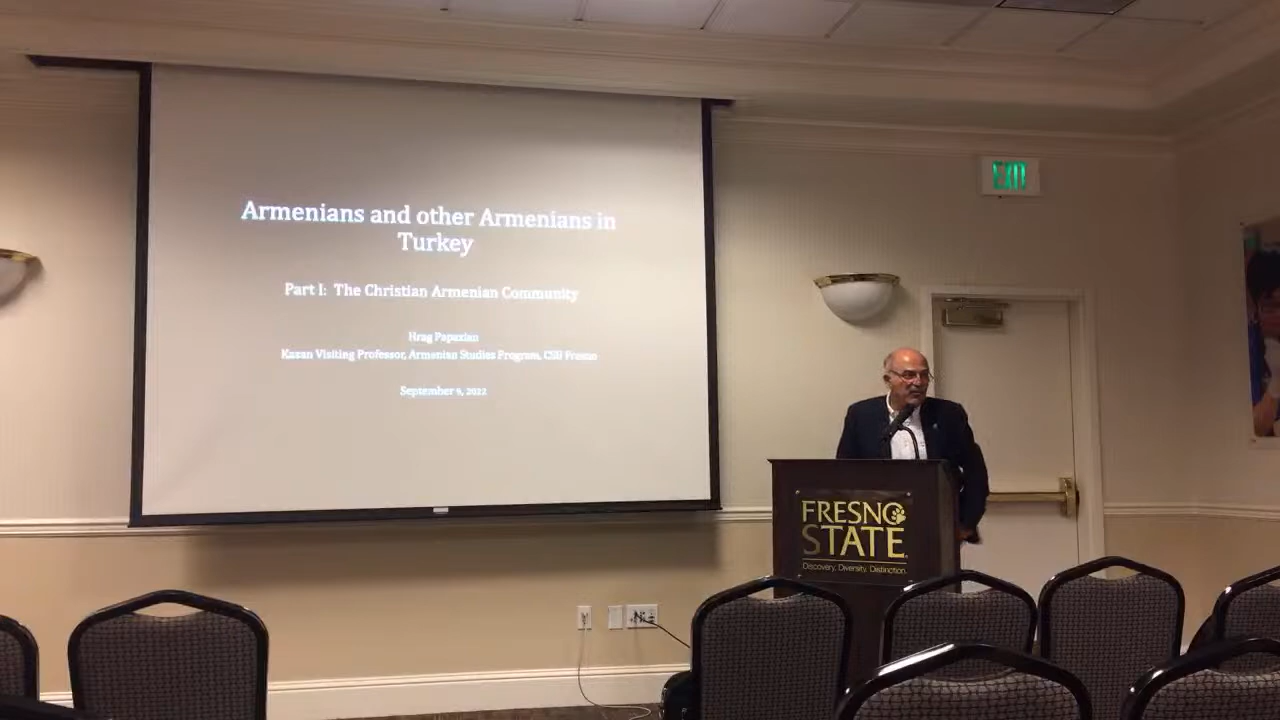 Armenians and other Armenians in
Turkey
Part I: The Christian Armenian Community
Hrag Papazian
Kazan Visiting Professor, Armenian Studies Program, CSU Fresno
September 9, 2022
EXIT
FRESNO
STATE
Discovery. Diversity. Distinction.